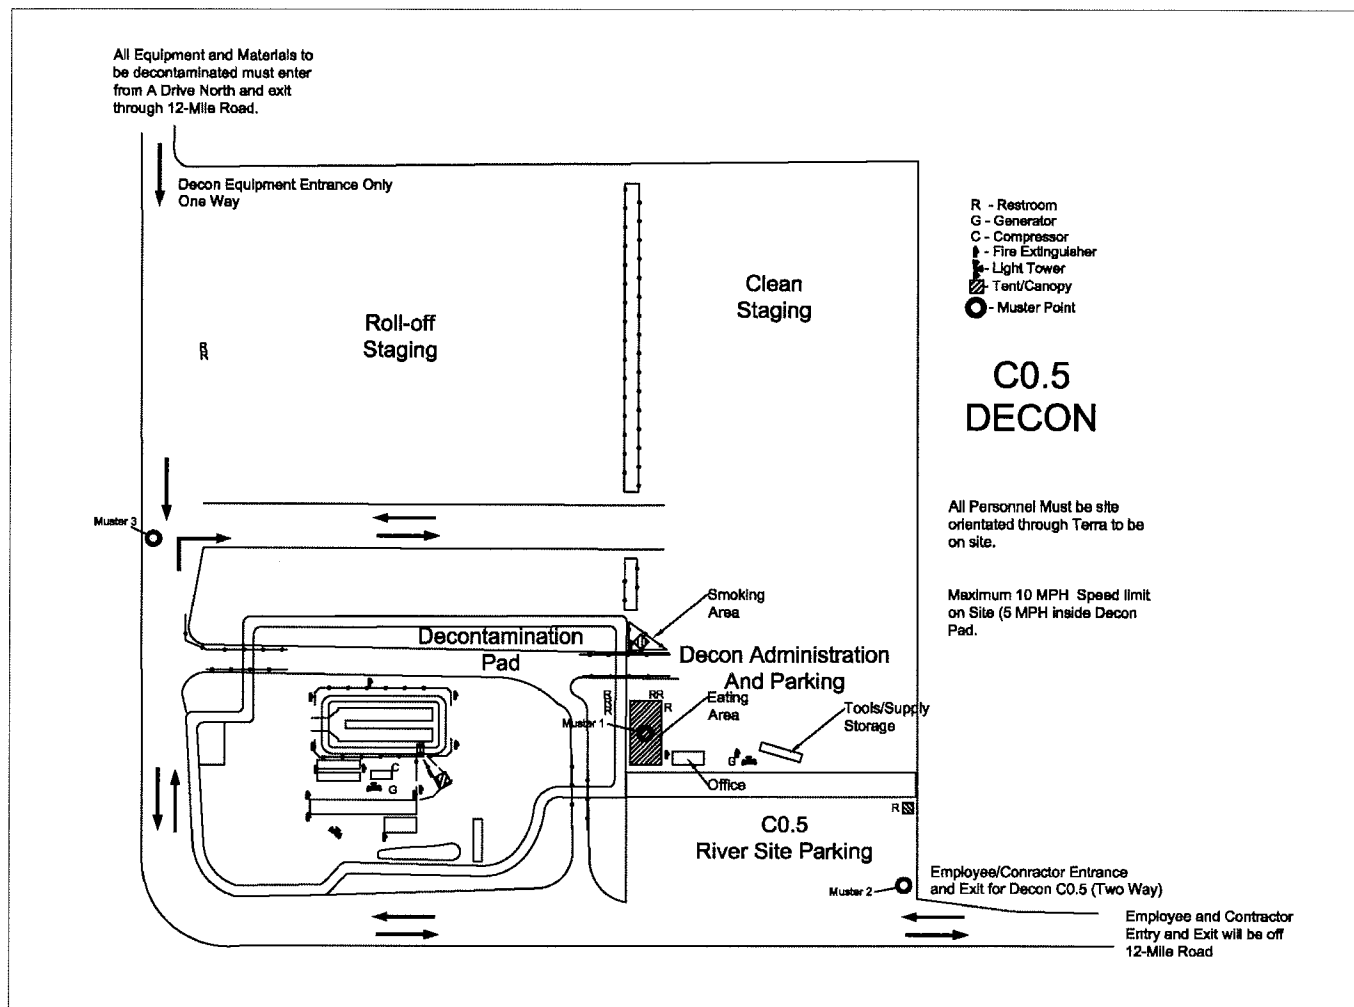 All Equipment and Materials to
be decontaminated must enter
from A Drive North and exit
through 12-Mile Road.
Decon Equipment Entrance Only
One Way
R - Restroom
G - Generator
C - Compressor
- Fire Extinguisher
- Light Tower
- Tent/Canopy
- Muster Point
Clean
Staging
Roll-off
Staging
R
R
C0.5
DECON
All Personnel Must be site
orientated through Terra to be
on site.
Maximum 10 MPH Speed limit
on Site (5 MPH inside Decon
Pad.
Muster 3
Smoking
Area
Decontamination
Pad
Decon Administration
And Parking
R
R
R
RR
R
Eating
Area
Muster 1
Tools/Supply
Storage
C
G
G
Office
R
C0.5
River Site Parking
Muster 2
Employee/Conractor Entrance
and Exit for Decon C0.5 (Two Way)
Employee and Contractor
Entry and Exit will be off
12-Mile Road